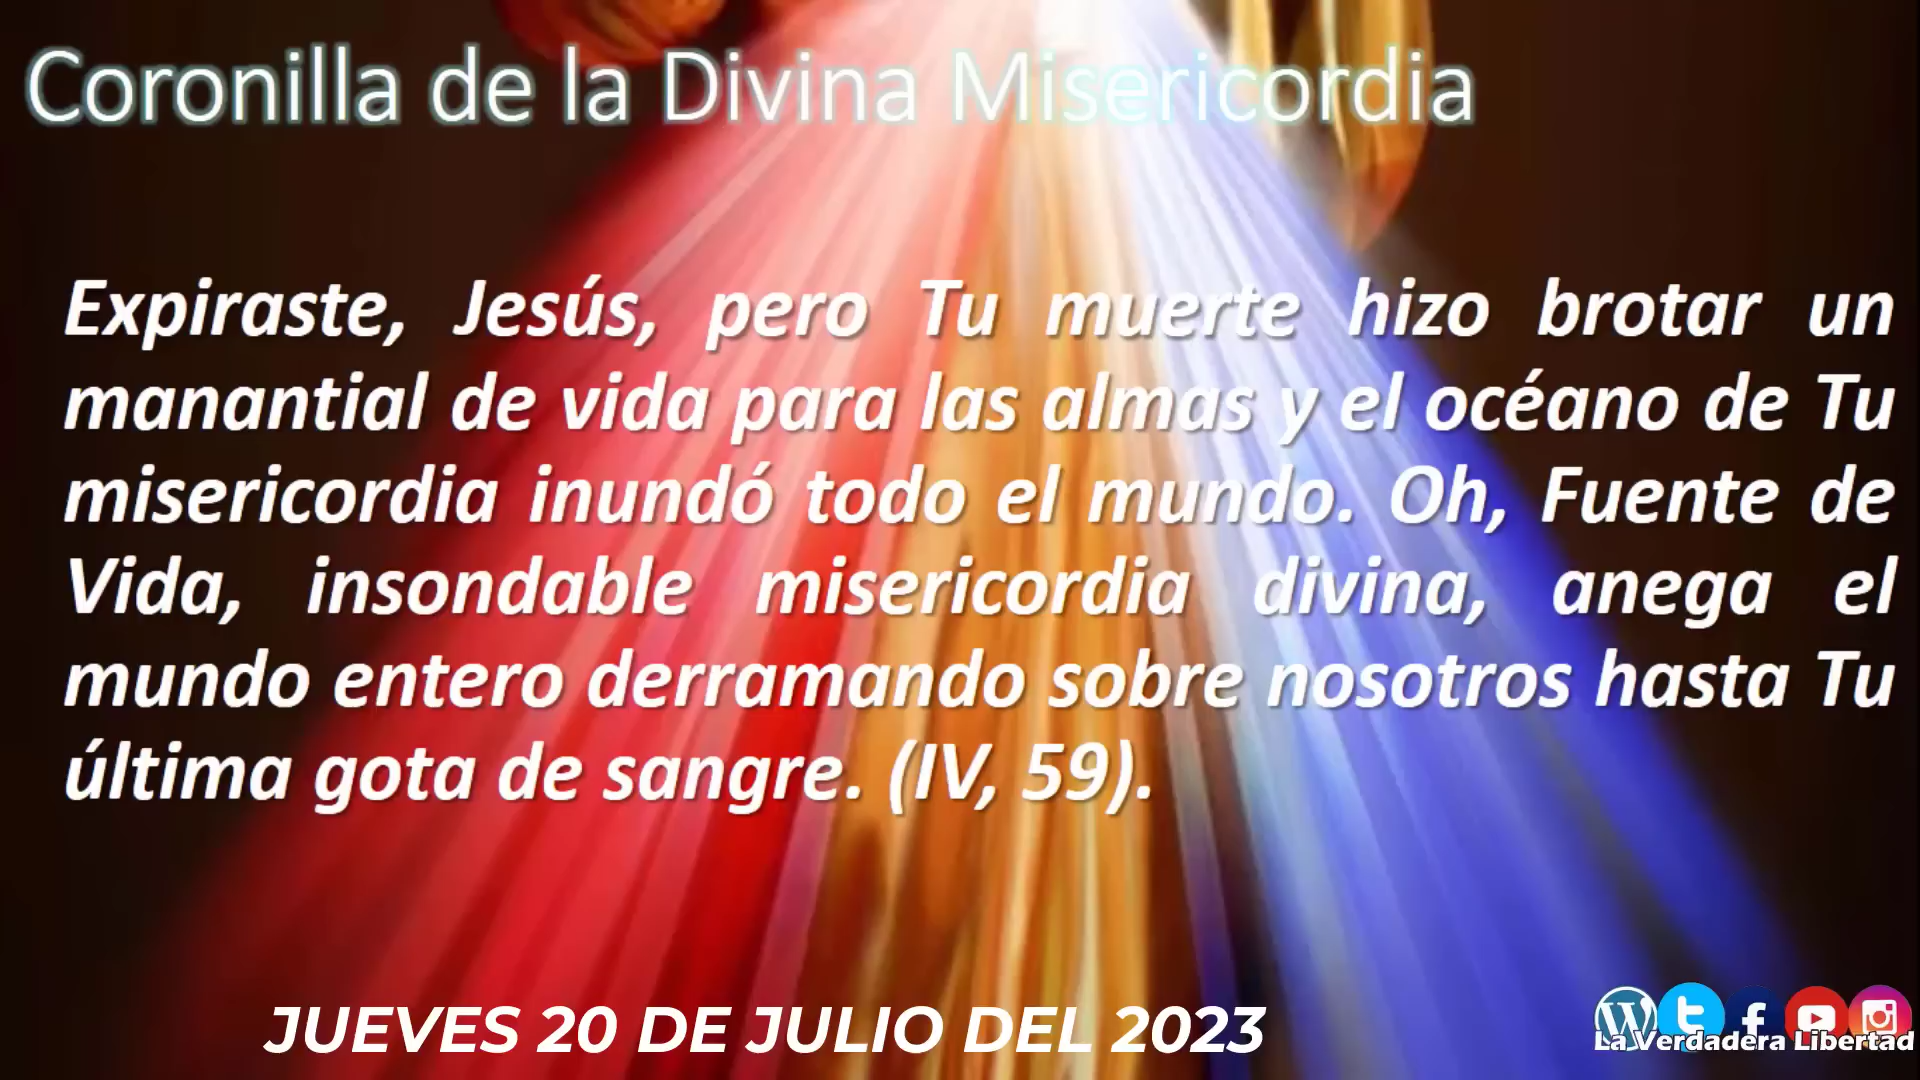 Coronilla de la Divina Misericordia
Expiraste, Jesús, pero Tu muerte hizo brotar un
manantial de vida para las almas y el océano de Tu
misericordia inundó todo el mundo. Oh, Fuente de
Vida, insondable misericordia divina, anega el
mundo entero derramando sobre nosotros hasta Tu
última gota de sangre. (IV, 59).
JUEVES 20 DE JULIO DEL 2023
La Verdadera Libertad